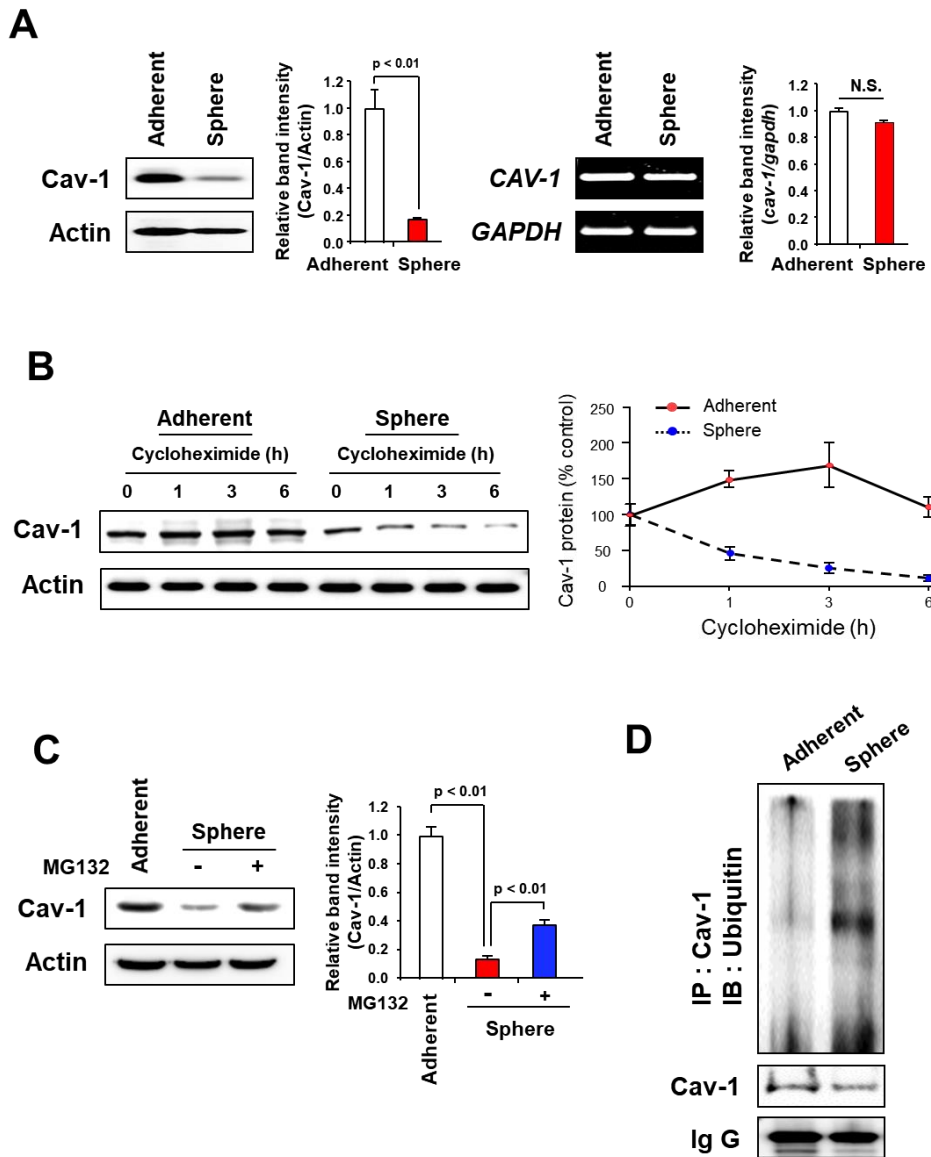 A
Adherent
Sphere
Cav-1
Actin
Relative band intensity
(Cav-1/Actin)
1.2
1.0
0.8
0.6
0.4
0.2
0.0
p < 0.01
Adherent Sphere
Adherent
Sphere
CAV-1
GAPDH
Relative band intensity
(cav-1/gapdh)
1.2
1.0
0.8
0.6
0.4
0.2
0.0
N.S.
Adherent Sphere
B
Adherent Sphere
Cycloheximide (h) Cycloheximide (h)
0 1 3 6 0 1 3 6
Cav-1
Actin
Cav-1 protein (% control)
250
200
150
100
50
0
Adherent
Sphere
0 1 3 6
Cycloheximide (h)
C
Adherent
Sphere
MG132 - +
Cav-1
Actin
Relative band intensity
(Cav-1/Actin)
1.2
1.0
0.8
0.6
0.4
0.2
0.0
p < 0.01
p < 0.01
MG132 - +
Adherent
Sphere
D
Adherent
Sphere
IP : Cav-1
IB : Ubiquitin
Cav-1
Ig G